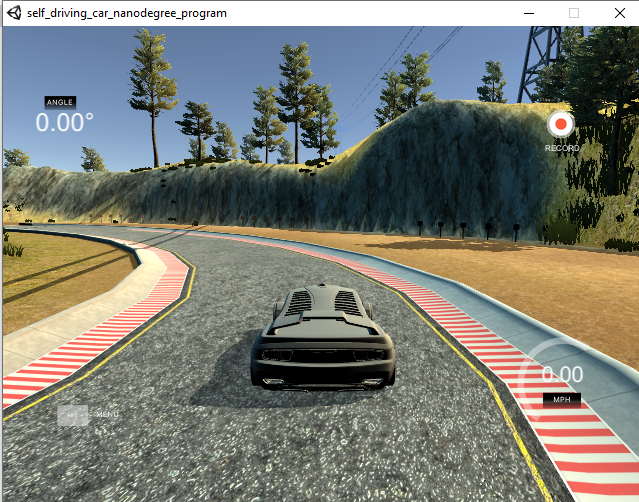 self_driving_car_nanodegree_program
ANGLE
0.00°
RECORD
0.00
MPH
MENU